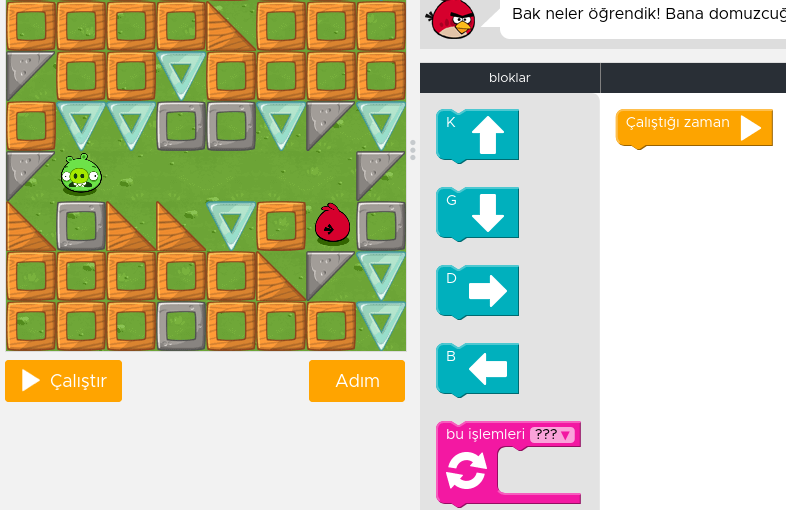 Bak neler öğrendik! Bana domuzcuğ
bloklar
K
Çalıştığı zaman
G
D
B
bu işlemleri ???
Çalıştır
Adım